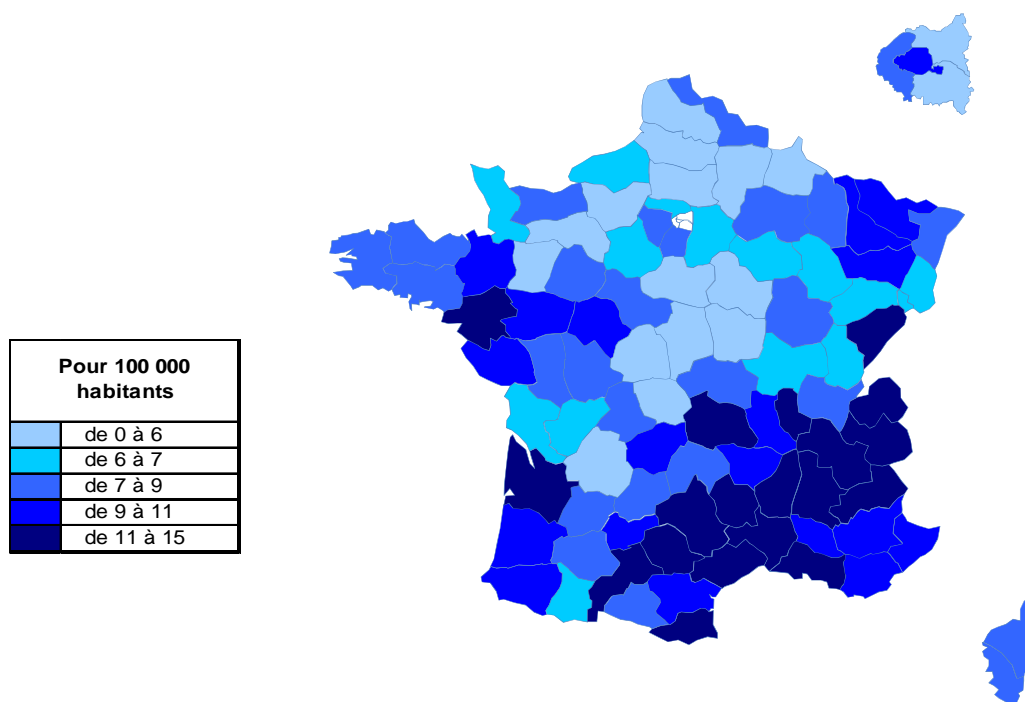 Pour 100 000
habitants
de 0 à 6
de 6 à 7
de 7 à 9
de 9 à 11
de 11 à 15